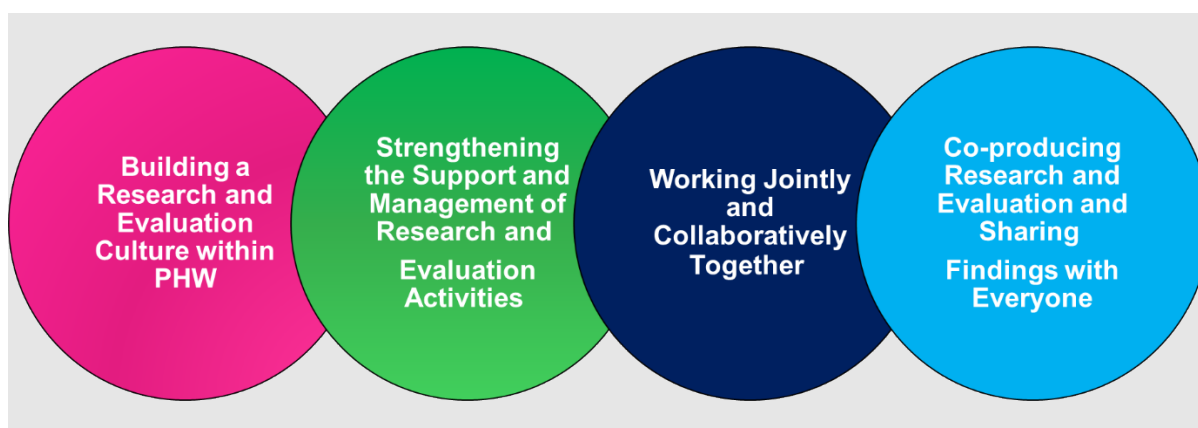 Building a
Research and
Evaluation
Culture within
PHW
Strengthening
the Support and
Management of
Research and
Evaluation
Activities
Working Jointly
and
Collaboratively
Together
Co-producing
Research and
Evaluation and
Sharing
Findings with
Everyone